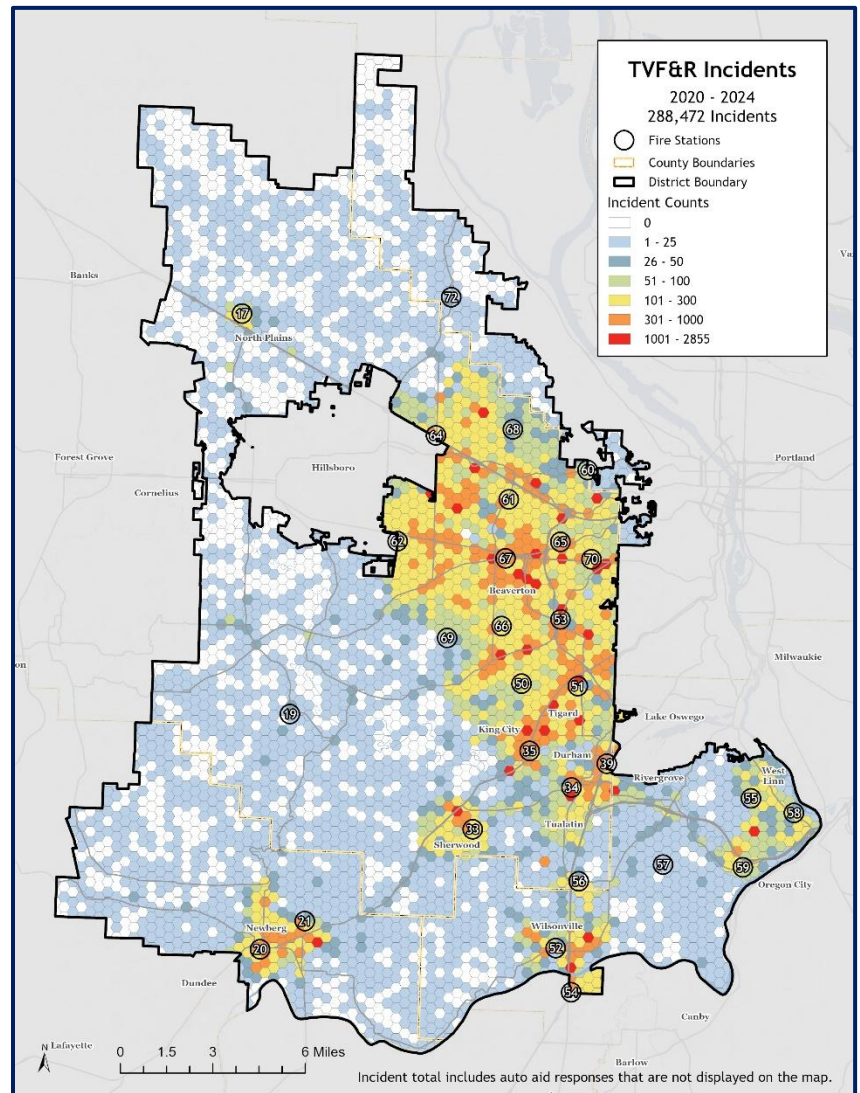 TVF&R Incidents
2020 - 2024
288,472 Incidents
Fire Stations
County Boundaries
District Boundary
Incident Counts
0
1 - 25
26 - 50
51 - 100
101 - 300
301 - 1000
1001 - 2855
Banks
72
17
North Plains
64
68
Forest Grove
Hillsboro
60
Portland
Cornelius
61
62
65
67
70
Beaverton
53
66
69
Milwaukie
50
51
19
Tigard
Lake Oswego
King City
35
Durham
39
Rivergrove
West
Linn
34
55
58
33
Tualatin
Sherwood
57
59
56
Oregon City
21
Newberg
Wilsonville
20
52
Dundee
54
Canby
Lafayette
Barlow
N
0 1.5 3 6 Miles
Incident total includes auto aid responses that are not displayed on the map.